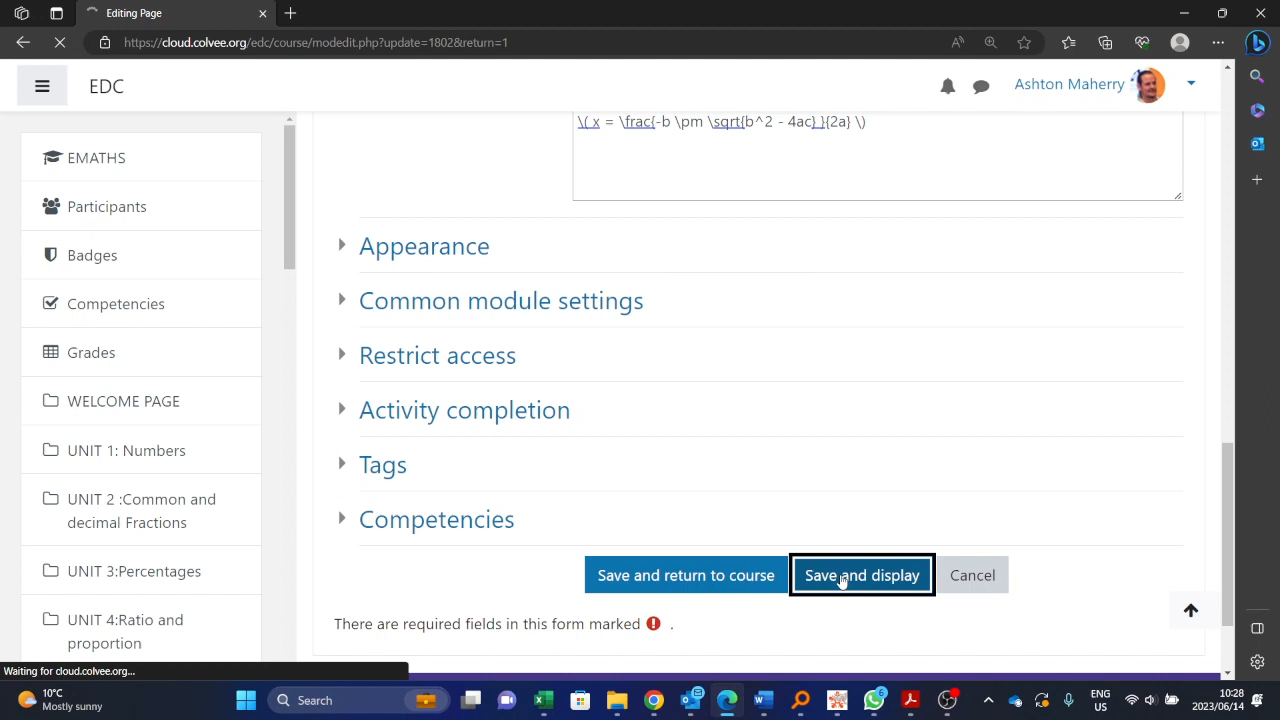 Editing Page
https://cloud.colvee.org/edc/course/modedit.php?update=1802&return=1
EDC
Ashton Maherry
\( x = \frac{-b \pm \sqrt{b^2 - 4ac} }{2a} \)
EMATHS
Participants
Badges
Competencies
Grades
WELCOME PAGE
UNIT 1: Numbers
UNIT 2 :Common and
decimal Fractions
UNIT 3:Percentages
UNIT 4:Ratio and
proportion
Appearance
Common module settings
Restrict access
Activity completion
Tags
Competencies
Save and return to course
Save and display
Cancel
There are required fields in this form marked ! .
Waiting for cloud.colvee.org...
10°C
Mostly sunny
Search
6
ENG
US
10:28
2023/06/14